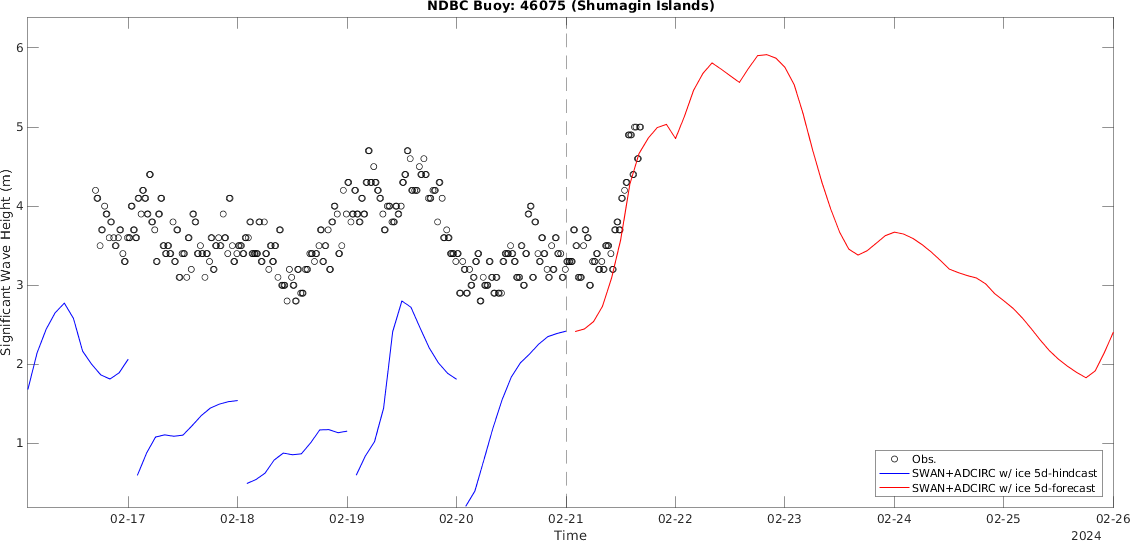 NDBC Buoy: 46075 (Shumagin Islands)
Significant Wave Height (m)
6
5
4
3
2
1
Obs.
SWAN+ADCIRC w/ ice 5d-hindcast
SWAN+ADCIRC w/ ice 5d-forecast
02-17 02-18 02-19 02-20 02-21 02-22 02-23 02-24 02-25 02-26
Time
2024